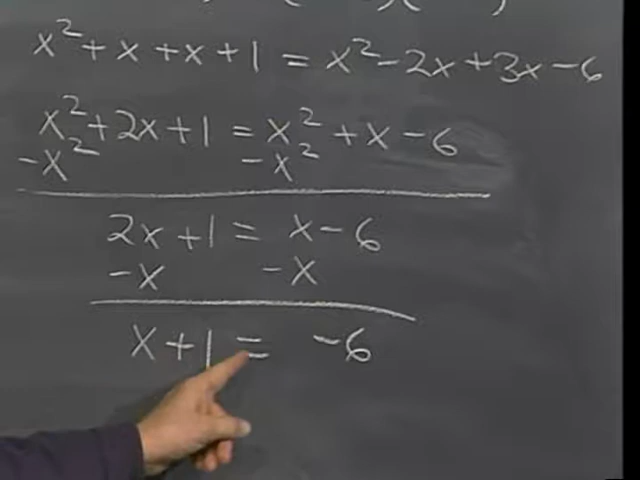 x² + x + x + 1 = x² - 2x + 3x - 6
x² + 2x + 1 = x² + x - 6
-x² -x²
2x + 1 = x - 6
-x -x
x + 1 = -6